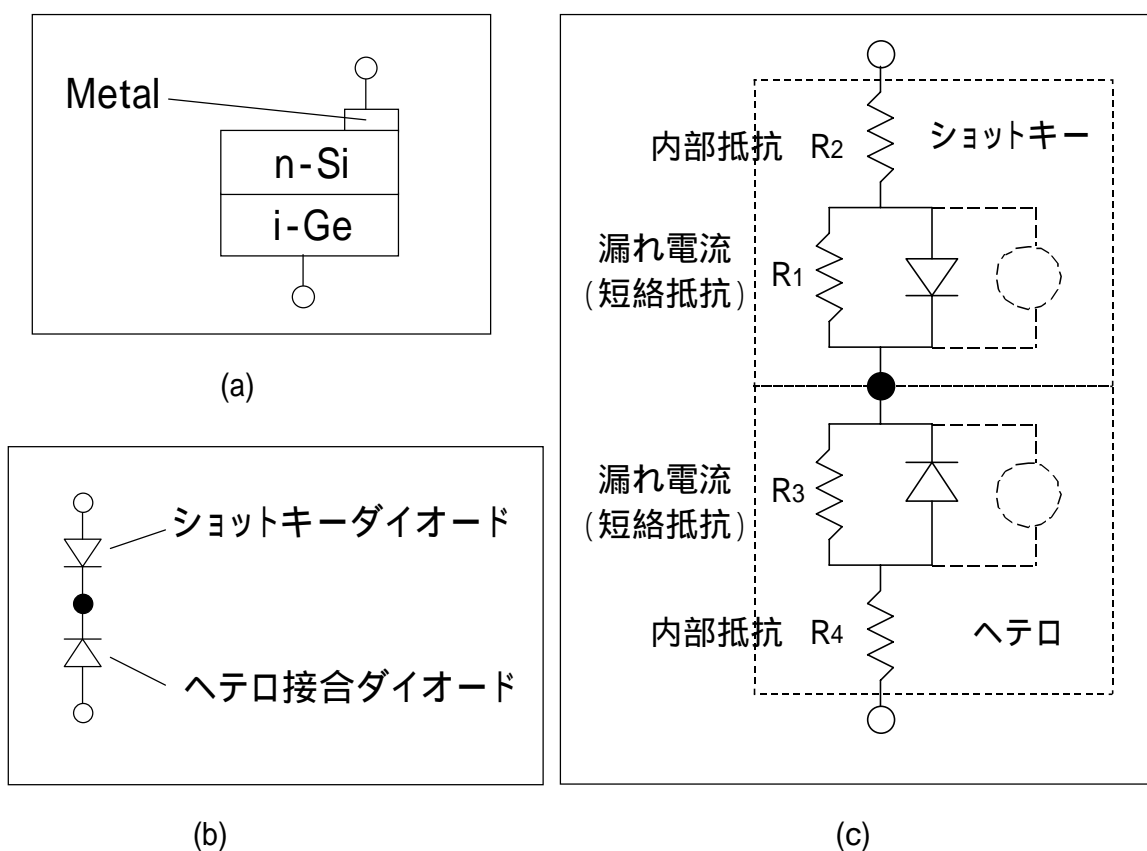 Metal
n-Si
i-Ge
(a)
ショットキーダイオード
ヘテロ接合ダイオード
(b)
内部抵抗 R2
ショットキー
漏れ電流
(短絡抵抗)
R1
漏れ電流
(短絡抵抗)
R3
内部抵抗 R4
ヘテロ
(c)